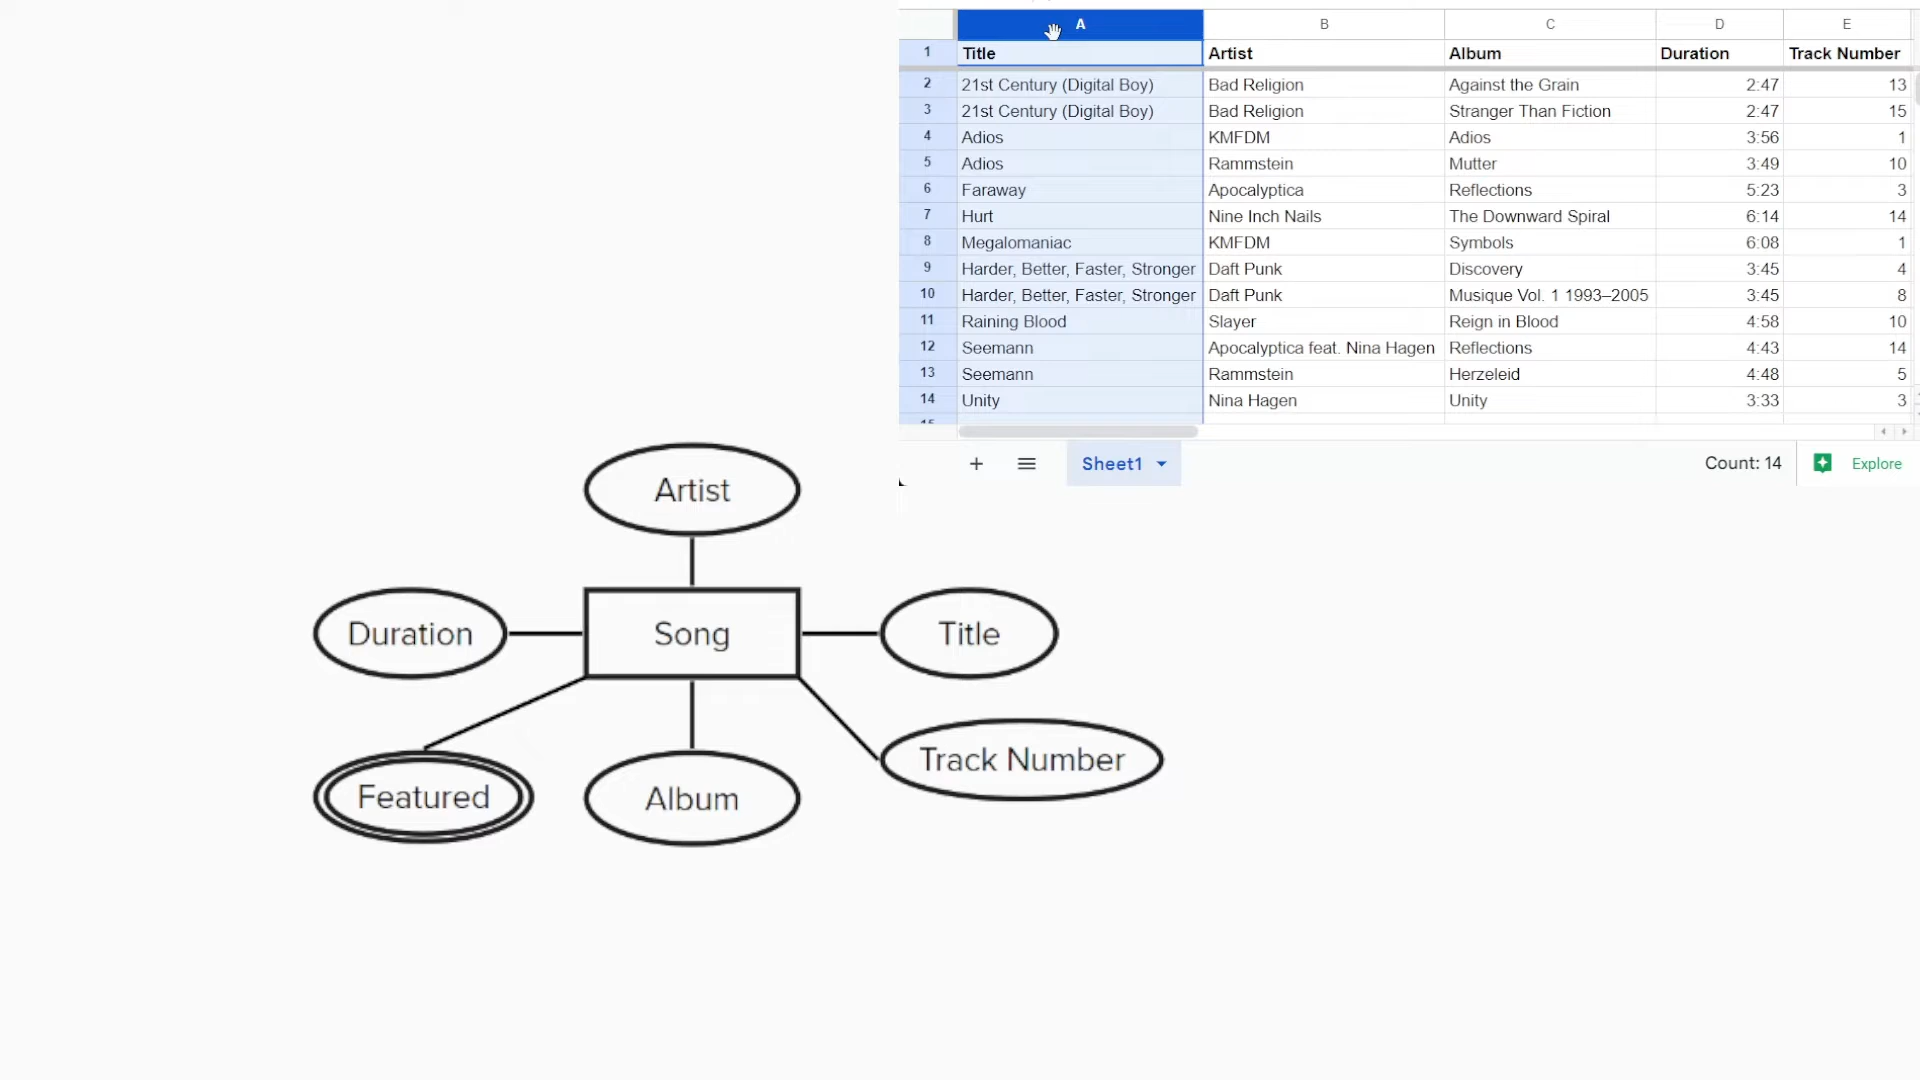 A B C D E
1 Title Artist Album Duration Track Number
2 21st Century (Digital Boy) Bad Religion Against the Grain 2:47 13
3 21st Century (Digital Boy) Bad Religion Stranger Than Fiction 2:47 15
4 Adios KMFDM Adios 3:56 1
5 Adios Rammstein Mutter 3:49 10
6 Faraway Apocalyptica Reflections 5:23 3
7 Hurt Nine Inch Nails The Downward Spiral 6:14 14
8 Megalomaniac KMFDM Symbols 6:08 1
9 Harder, Better, Faster, Stronger Daft Punk Discovery 3:45 4
10 Harder, Better, Faster, Stronger Daft Punk Musique Vol. 1 1993–2005 3:45 8
11 Raining Blood Slayer Reign in Blood 4:58 10
12 Seemann Apocalyptica feat. Nina Hagen Reflections 4:43 14
13 Seemann Rammstein Herzeleid 4:48 5
14 Unity Nina Hagen Unity 3:33 3
Sheet1 Count: 14 Explore
Artist
Duration Song Title
Track Number
Featured Album